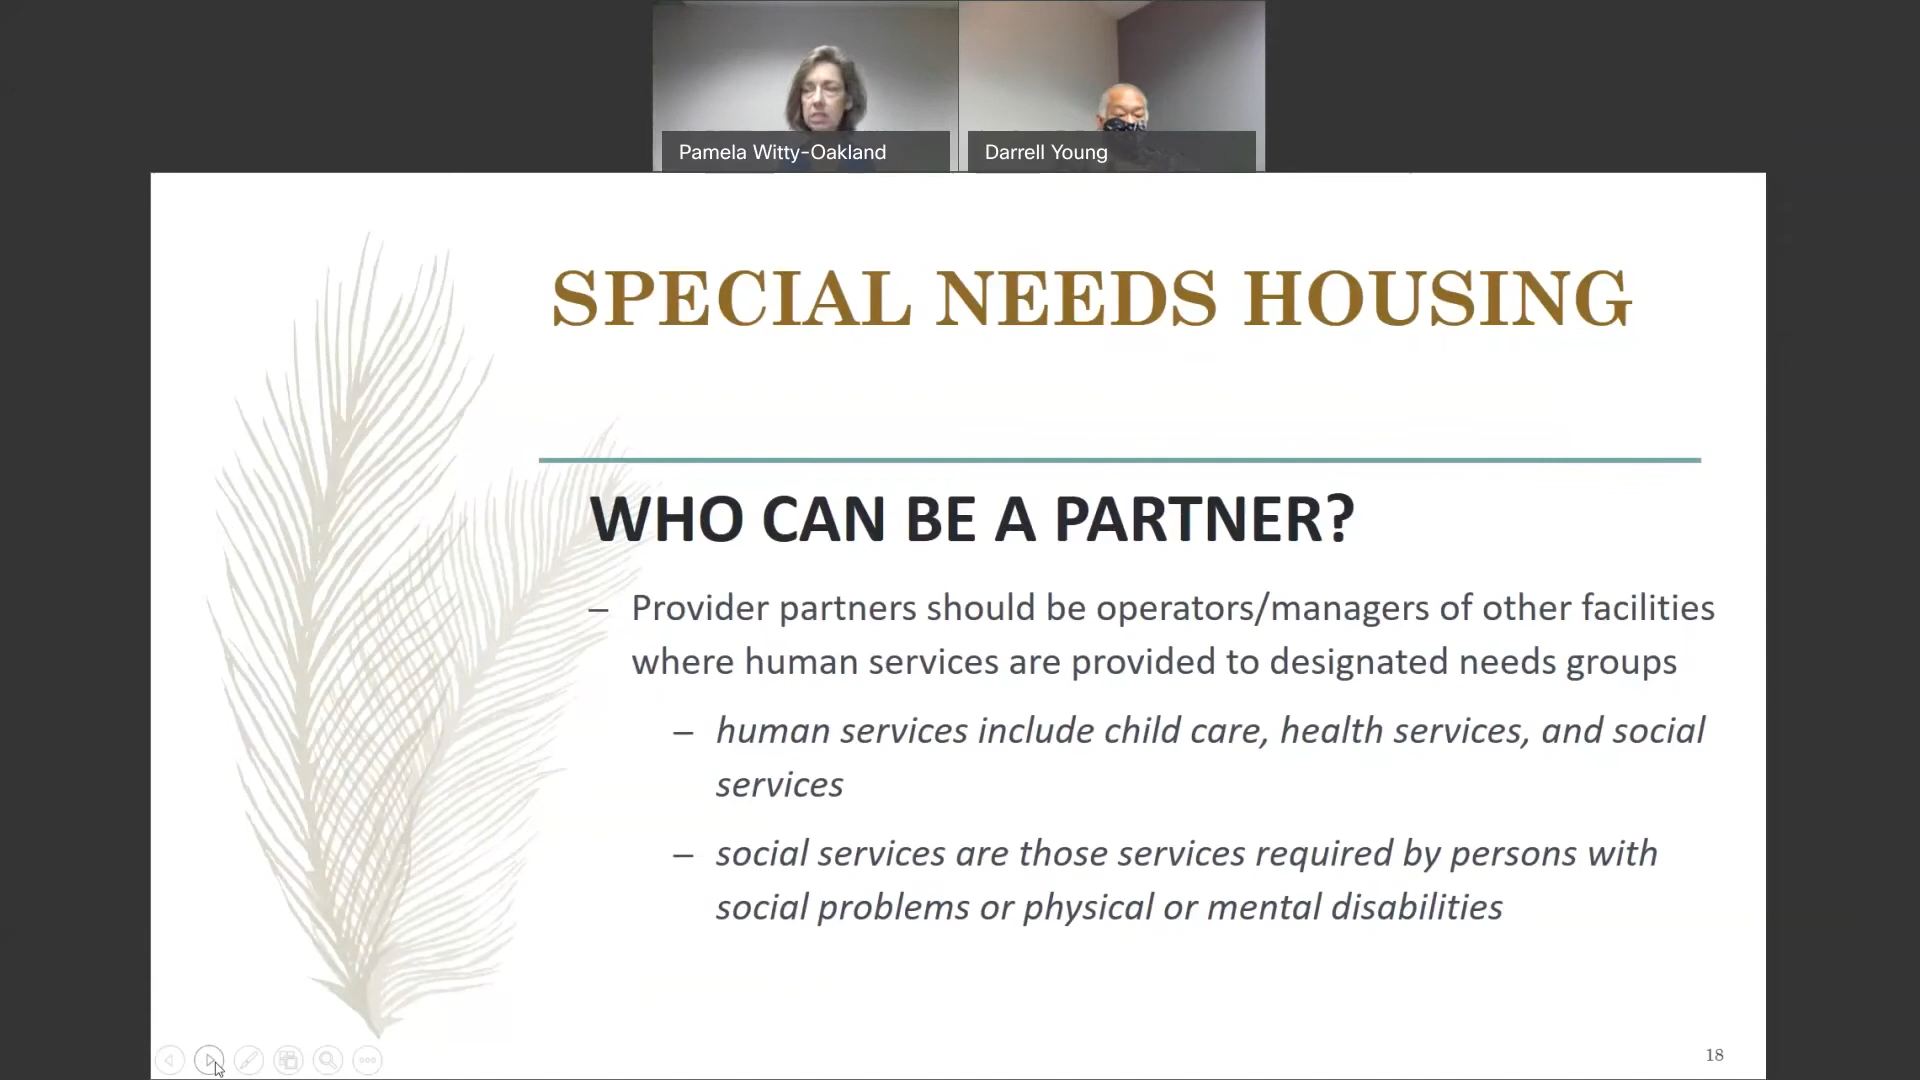 Pamela Witty-Oakland
Darrell Young
SPECIAL NEEDS HOUSING
WHO CAN BE A PARTNER?
– Provider partners should be operators/managers of other facilities
where human services are provided to designated needs groups
– human services include child care, health services, and social
services
– social services are those services required by persons with
social problems or physical or mental disabilities
18